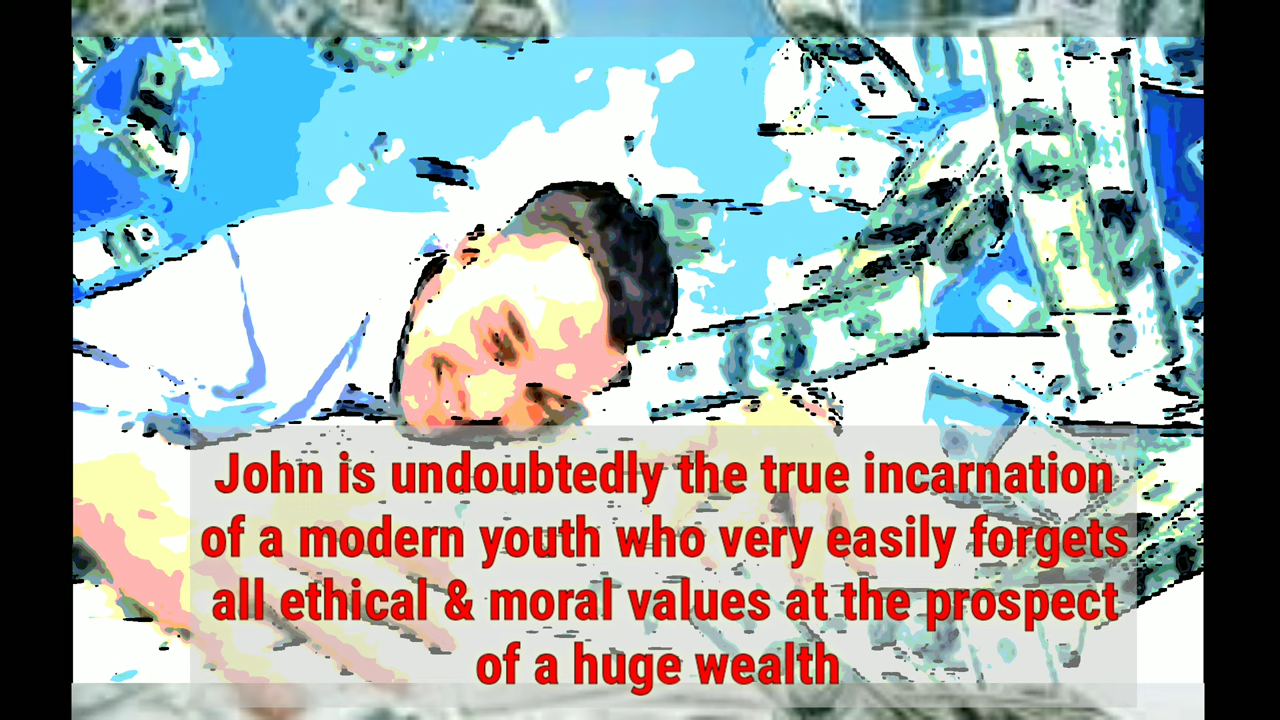 John is undoubtedly the true incarnation
of a modern youth who very easily forgets
all ethical & moral values at the prospect
of a huge wealth